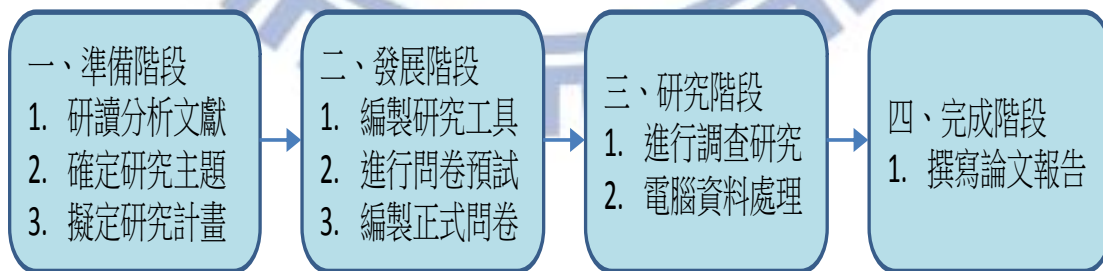 一、準備階段
1. 研讀分析文獻
2. 確定研究主題
3. 擬定研究計畫
二、發展階段
1. 編製研究工具
2. 進行問卷預試
3. 編製正式問卷
三、研究階段
1. 進行調查研究
2. 電腦資料處理
四、完成階段
1. 撰寫論文報告